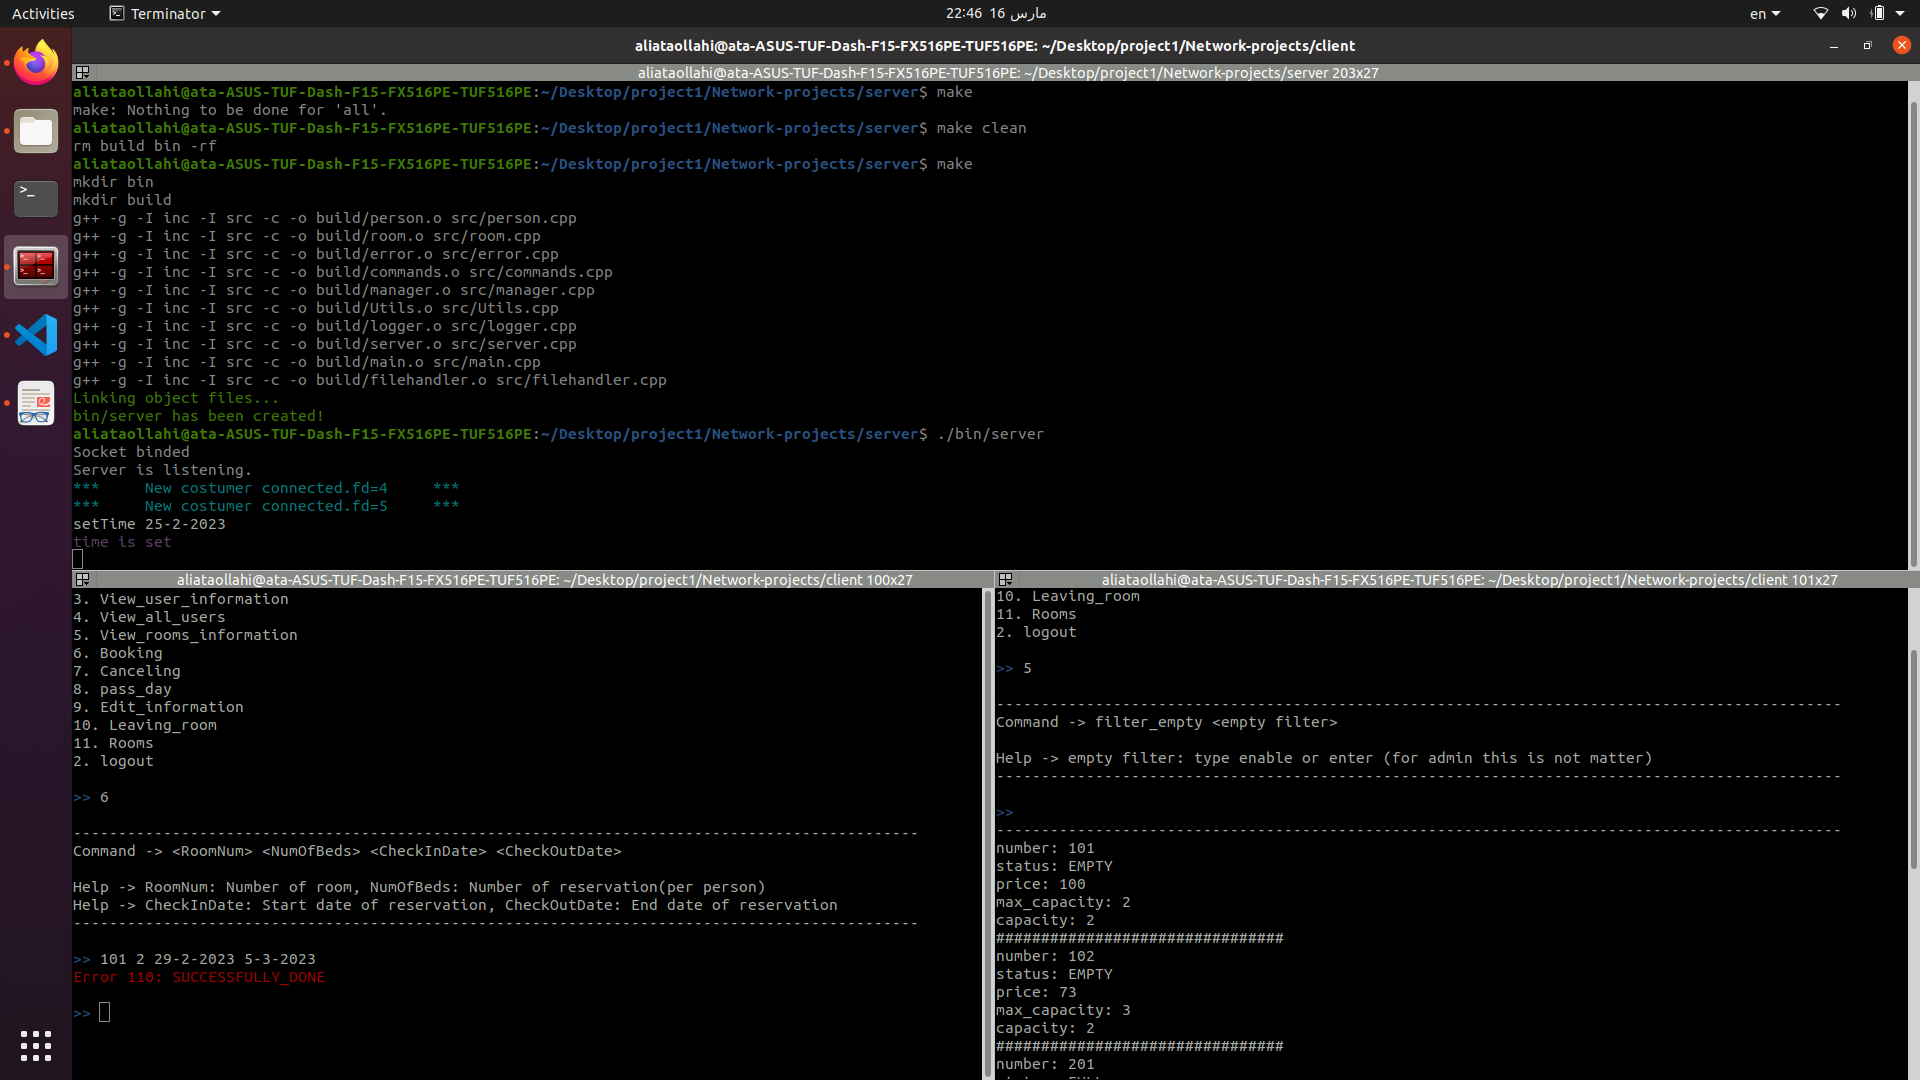 Activities
Terminator
22:46 16 مارس
en
aliataollahi@ata-ASUS-TUF-Dash-F15-FX516PE-TUF516PE: ~/Desktop/project1/Network-projects/client
aliataollahi@ata-ASUS-TUF-Dash-F15-FX516PE-TUF516PE: ~/Desktop/project1/Network-projects/server 203x27
aliataollahi@ata-ASUS-TUF-Dash-F15-FX516PE-TUF516PE:~/Desktop/project1/Network-projects/server$ make
make: Nothing to be done for 'all'.
aliataollahi@ata-ASUS-TUF-Dash-F15-FX516PE-TUF516PE:~/Desktop/project1/Network-projects/server$ make clean
rm build bin -rf
aliataollahi@ata-ASUS-TUF-Dash-F15-FX516PE-TUF516PE:~/Desktop/project1/Network-projects/server$ make
mkdir bin
mkdir build
g++ -g -I inc -I src -c -o build/person.o src/person.cpp
g++ -g -I inc -I src -c -o build/room.o src/room.cpp
g++ -g -I inc -I src -c -o build/error.o src/error.cpp
g++ -g -I inc -I src -c -o build/commands.o src/commands.cpp
g++ -g -I inc -I src -c -o build/manager.o src/manager.cpp
g++ -g -I inc -I src -c -o build/Utils.o src/Utils.cpp
g++ -g -I inc -I src -c -o build/logger.o src/logger.cpp
g++ -g -I inc -I src -c -o build/server.o src/server.cpp
g++ -g -I inc -I src -c -o build/main.o src/main.cpp
g++ -g -I inc -I src -c -o build/filehandler.o src/filehandler.cpp
Linking object files...
bin/server has been created!
aliataollahi@ata-ASUS-TUF-Dash-F15-FX516PE-TUF516PE:~/Desktop/project1/Network-projects/server$ ./bin/server
Socket binded
Server is listening.
***     New costumer connected.fd=4     ***
***     New costumer connected.fd=5     ***
setTime 25-2-2023
time is set
aliataollahi@ata-ASUS-TUF-Dash-F15-FX516PE-TUF516PE: ~/Desktop/project1/Network-projects/client 100x27
3. View_user_information
4. View_all_users
5. View_rooms_information
6. Booking
7. Canceling
8. pass_day
9. Edit_information
10. Leaving_room
11. Rooms
2. logout
>> 6
----------------------------------------------------------------------------------------------
Command -> <RoomNum> <NumOfBeds> <CheckInDate> <CheckOutDate>
Help -> RoomNum: Number of room, NumOfBeds: Number of reservation(per person)
Help -> CheckInDate: Start date of reservation, CheckOutDate: End date of reservation
----------------------------------------------------------------------------------------------
>> 101 2 29-2-2023 5-3-2023
Error 110: SUCCESSFULLY_DONE
>>
aliataollahi@ata-ASUS-TUF-Dash-F15-FX516PE-TUF516PE: ~/Desktop/project1/Network-projects/client 101x27
10. Leaving_room
11. Rooms
2. logout
>> 5
----------------------------------------------------------------------------------------------
Command -> filter_empty <empty filter>
Help -> empty filter: type enable or enter (for admin this is not matter)
----------------------------------------------------------------------------------------------
>>
----------------------------------------------------------------------------------------------
number: 101
status: EMPTY
price: 100
max_capacity: 2
capacity: 2
################################
number: 102
status: EMPTY
price: 73
max_capacity: 3
capacity: 2
################################
number: 201